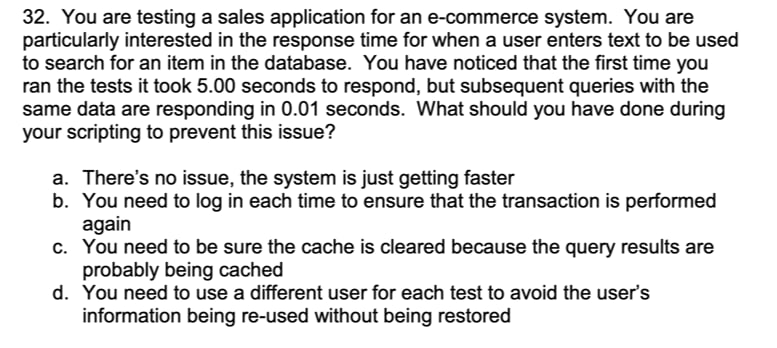 32. You are testing a sales application for an e-commerce system. You are
particularly interested in the response time for when a user enters text to be used
to search for an item in the database. You have noticed that the first time you
ran the tests it took 5.00 seconds to respond, but subsequent queries with the
same data are responding in 0.01 seconds. What should you have done during
your scripting to prevent this issue?
a. There's no issue, the system is just getting faster
b. You need to log in each time to ensure that the transaction is performed
again
c. You need to be sure the cache is cleared because the query results are
probably being cached
d. You need to use a different user for each test to avoid the user's
information being re-used without being restored